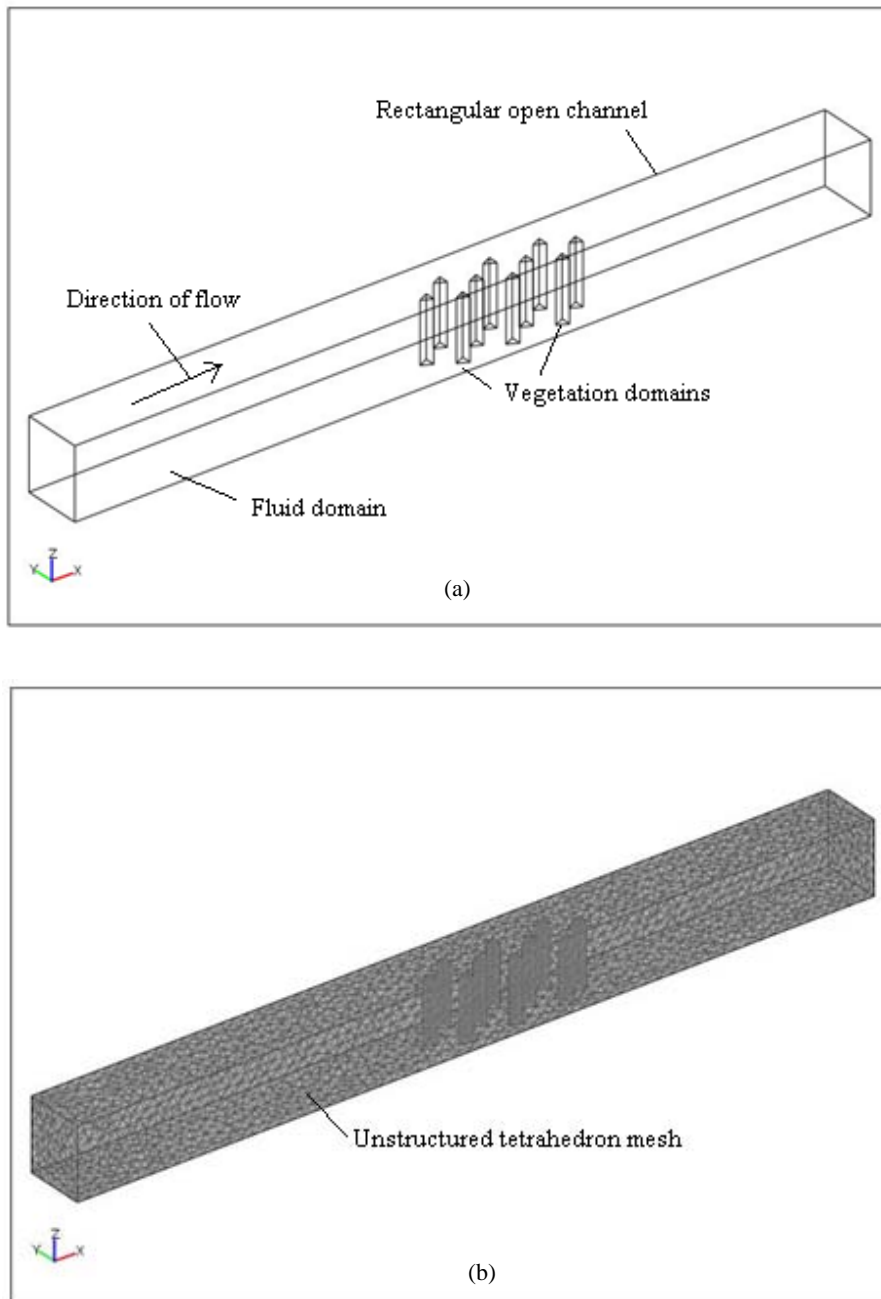 Rectangular open channel
Direction of flow
Vegetation domains
Fluid domain
Z
Y X
(a)
Unstructured tetrahedron mesh
Z
Y X
(b)